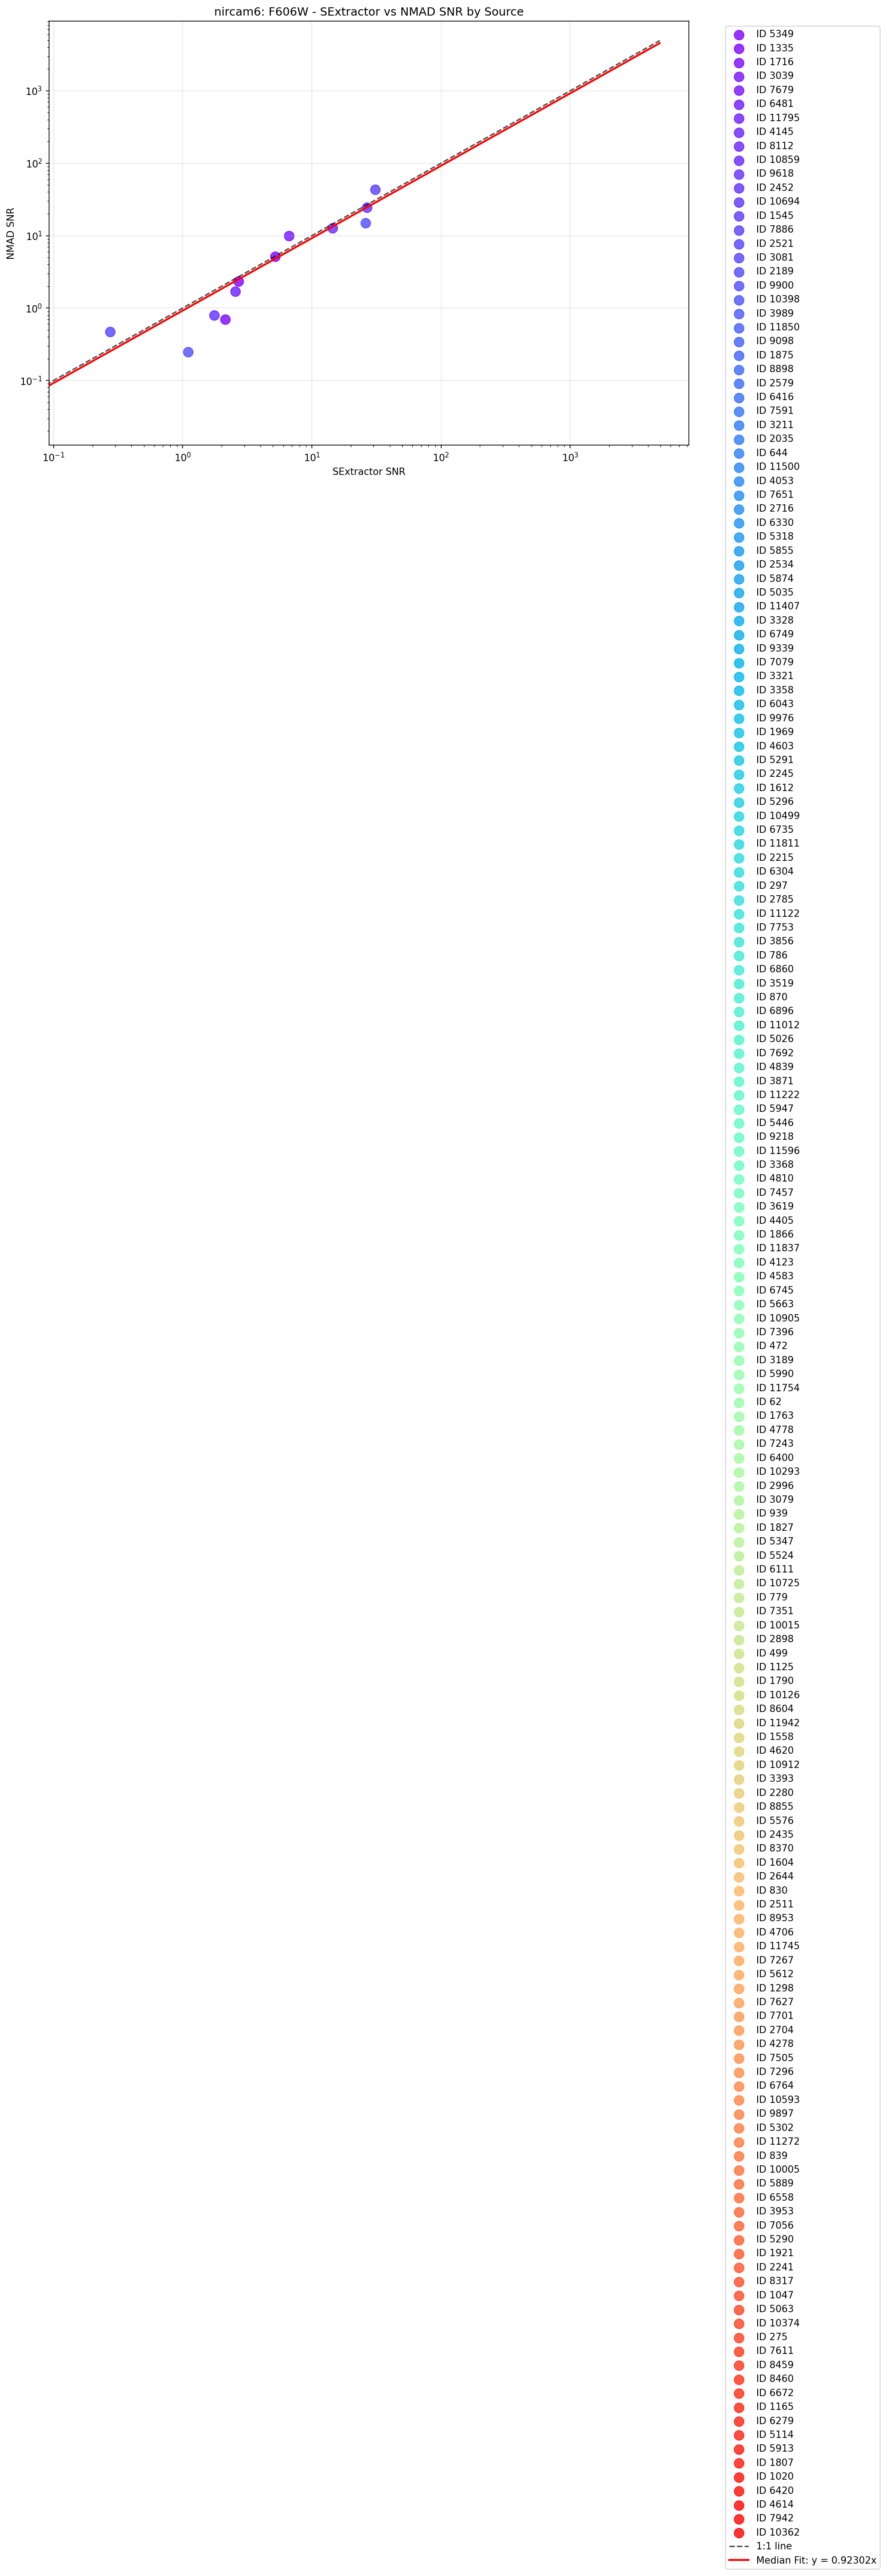 nircam6: F606W - SExtractor vs NMAD SNR by Source
NMAD SNR
10³
10²
10¹
10⁰
10⁻¹
10⁻¹
10⁰
10¹
10²
10³
SExtractor SNR
ID 5349
ID 1335
ID 1716
ID 3039
ID 7679
ID 6481
ID 11795
ID 4145
ID 8112
ID 10859
ID 9618
ID 2452
ID 10694
ID 1545
ID 7886
ID 2521
ID 3081
ID 2189
ID 9900
ID 10398
ID 3989
ID 11850
ID 9098
ID 1875
ID 8898
ID 2579
ID 6416
ID 7591
ID 3211
ID 2035
ID 644
ID 11500
ID 4053
ID 7651
ID 2716
ID 6330
ID 5318
ID 5855
ID 2534
ID 5874
ID 5035
ID 11407
ID 3328
ID 6749
ID 9339
ID 7079
ID 3321
ID 3358
ID 6043
ID 9976
ID 1969
ID 4603
ID 5291
ID 2245
ID 1612
ID 5296
ID 10499
ID 6735
ID 11811
ID 2215
ID 6304
ID 297
ID 2785
ID 11122
ID 7753
ID 3856
ID 786
ID 6860
ID 3519
ID 870
ID 6896
ID 11012
ID 5026
ID 7692
ID 4839
ID 3871
ID 11222
ID 5947
ID 5446
ID 9218
ID 11596
ID 3368
ID 4810
ID 7457
ID 3619
ID 4405
ID 1866
ID 11837
ID 4123
ID 4583
ID 6745
ID 5663
ID 10905
ID 7396
ID 472
ID 3189
ID 5990
ID 11754
ID 62
ID 1763
ID 4778
ID 7243
ID 6400
ID 10293
ID 2996
ID 3079
ID 939
ID 1827
ID 5347
ID 5524
ID 6111
ID 10725
ID 779
ID 7351
ID 10015
ID 2898
ID 499
ID 1125
ID 1790
ID 10126
ID 8604
ID 11942
ID 1558
ID 4620
ID 10912
ID 3393
ID 2280
ID 8855
ID 5576
ID 2435
ID 8370
ID 1604
ID 2644
ID 830
ID 2511
ID 8953
ID 4706
ID 11745
ID 7267
ID 5612
ID 1298
ID 7627
ID 7701
ID 2704
ID 4278
ID 7505
ID 7296
ID 6764
ID 10593
ID 9897
ID 5302
ID 11272
ID 839
ID 10005
ID 5889
ID 6558
ID 3953
ID 7056
ID 5290
ID 1921
ID 2241
ID 8317
ID 1047
ID 5063
ID 10374
ID 275
ID 7611
ID 8459
ID 8460
ID 6672
ID 1165
ID 6279
ID 5114
ID 5913
ID 1807
ID 1020
ID 6420
ID 4614
ID 7942
ID 10362
1:1 line
Median Fit: y = 0.92302x